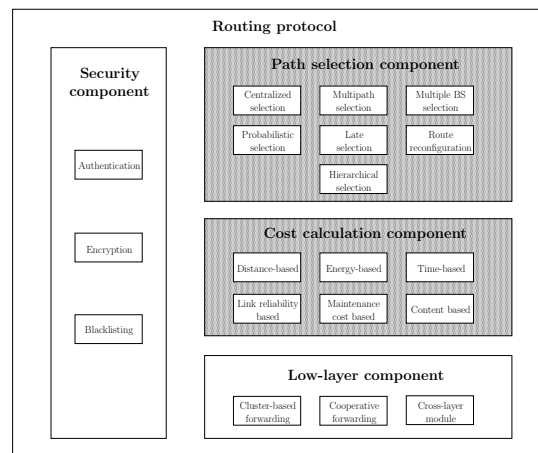 Routing protocol
Security
component
Authentication
Encryption
Blacklisting
Path selection component
Centralized
selection
Multipath
selection
Multiple BS
selection
Probabilistic
selection
Late
selection
Route
reconfiguration
Hierarchical
selection
Cost calculation component
Distance-based
Energy-based
Time-based
Link reliability
based
Maintenance
cost based
Content based
Low-layer component
Cluster-based
forwarding
Cooperative
forwarding
Cross-layer
module